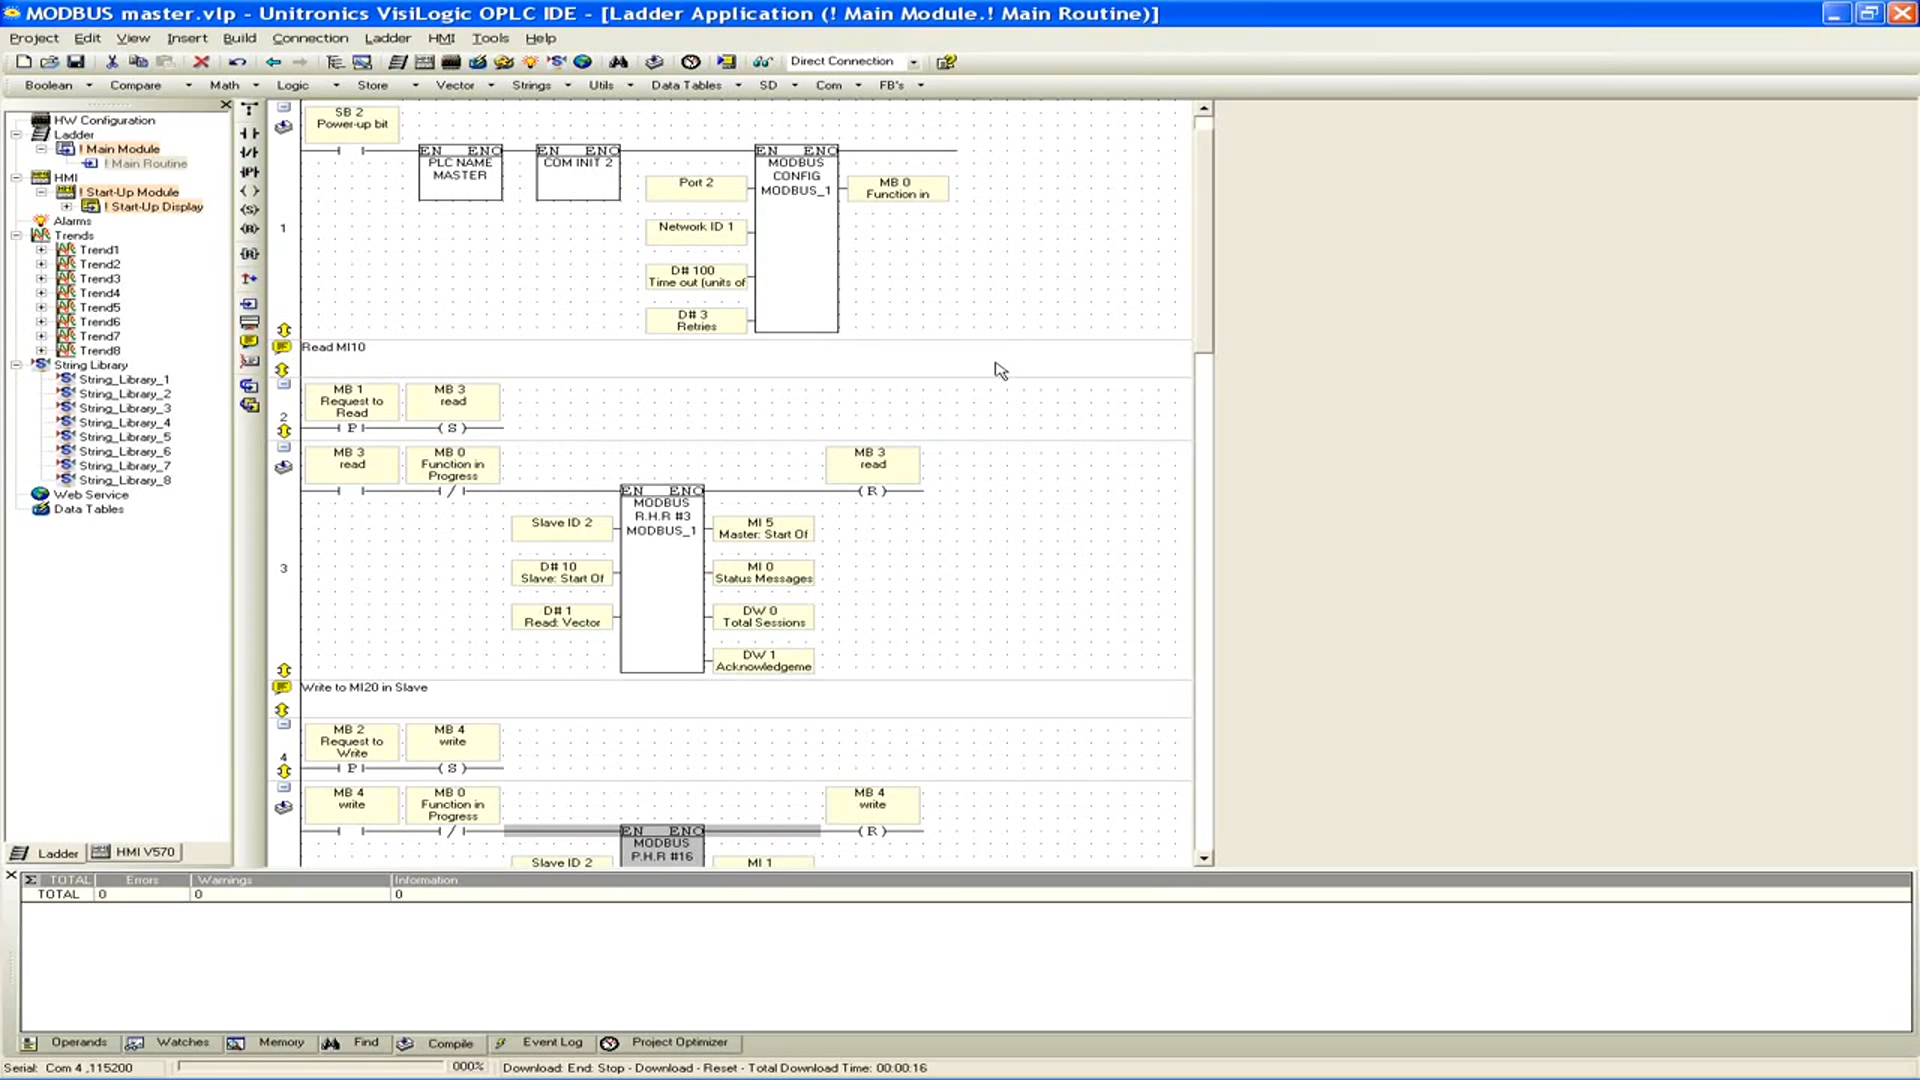 MODBUS master.vlp - Unitronics VisiLogic OPLC IDE - [Ladder Application (! Main Module.! Main Routine)]
Project Edit View Insert Build Connection Ladder HMI Tools Help
Direct Connection
Boolean Compare Math Logic Store Vector Strings Utils Data Tables SD Com FB's
HW Configuration
Ladder
! Main Module
! Main Routine
HMI
! Start-Up Module
! Start-Up Display
Alarms
Trends
Trend1
Trend2
Trend3
Trend4
Trend5
Trend6
Trend7
Trend8
String Library
String_Library_1
String_Library_2
String_Library_3
String_Library_4
String_Library_5
String_Library_6
String_Library_7
String_Library_8
Web Service
Data Tables
Ladder HMI V570
1
SB 2
Power-up bit
EN ENO
PLC NAME
MASTER
EN ENO
COM INIT 2
EN ENO
MODBUS
CONFIG
MODBUS_1
Port 2
Network ID 1
D# 100
Time out (units of
D# 3
Retries
MB 0
Function in
Read MI10
2
MB 1
Request to
Read
P
MB 3
read
(S)
3
MB 3
read
MB 0
Function in
Progress
EN ENO
MODBUS
R.H.R #3
MODBUS_1
Slave ID 2
D# 10
Slave: Start Of
D# 1
Read: Vector
MI 5
Master: Start Of
MI 0
Status Messages
DW 0
Total Sessions
DW 1
Acknowledgeme
MB 3
read
(R)
Write to MI20 in Slave
4
MB 2
Request to
Write
P
MB 4
write
(S)
MB 4
write
MB 0
Function in
Progress
EN ENO
MODBUS
P.H.R #16
Slave ID 2
MI 1
MB 4
write
(R)
Σ TOTAL Errors Warnings Information
TOTAL 0 0 0
Operands Watches Memory Find Compile Event Log Project Optimizer
Serial: Com 4 ,115200 000% Download: End: Stop - Download - Reset - Total Download Time: 00:00:16